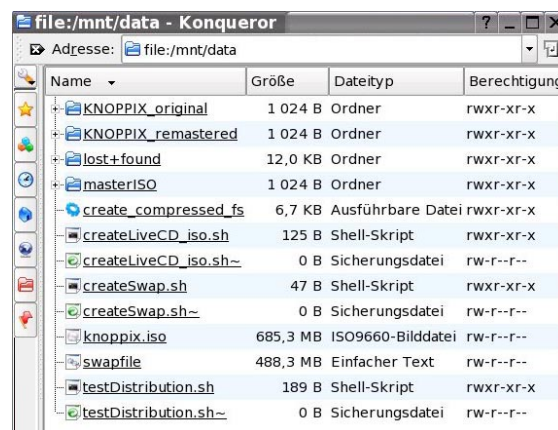 file:/mnt/data - Konqueror
Adresse: file:/mnt/data
Name Größe Dateityp Berechtigung
KNOPPIX_original 1 024 B Ordner rwxr-xr-x
KNOPPIX_remastered 1 024 B Ordner rwxr-xr-x
lost+found 12,0 KB Ordner rwxr-xr-x
masterISO 1 024 B Ordner rwxr-xr-x
create_compressed_fs 6,7 KB Ausführbare Datei rwxr-xr-x
createLiveCD_iso.sh 125 B Shell-Skript rwxr-xr-x
createLiveCD_iso.sh~ 0 B Sicherungsdatei rw-r--r--
createSwap.sh 47 B Shell-Skript rwxr-xr-x
createSwap.sh~ 0 B Sicherungsdatei rw-r--r--
knoppix.iso 685,3 MB ISO9660-Bilddatei rw-r--r--
swapfile 488,3 MB Einfacher Text rw-r--r--
testDistribution.sh 189 B Shell-Skript rwxr-xr-x
testDistribution.sh~ 0 B Sicherungsdatei rw-r--r--